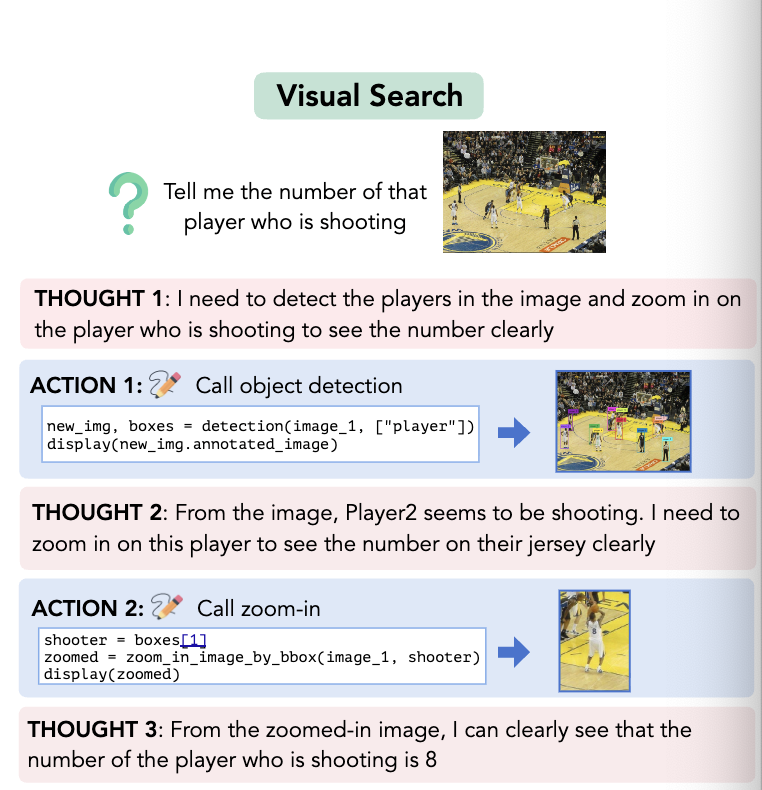 Visual Search
Tell me the number of that
player who is shooting
THOUGHT 1: I need to detect the players in the image and zoom in on
the player who is shooting to see the number clearly
ACTION 1: Call object detection
new_img, boxes = detection(image_1, ["player"])
display(new_img.annotated_image)
THOUGHT 2: From the image, Player2 seems to be shooting. I need to
zoom in on this player to see the number on their jersey clearly
ACTION 2: Call zoom-in
shooter = boxes[1]
zoomed = zoom_in_image_by_bbox(image_1, shooter)
display(zoomed)
8
THOUGHT 3: From the zoomed-in image, I can clearly see that the
number of the player who is shooting is 8